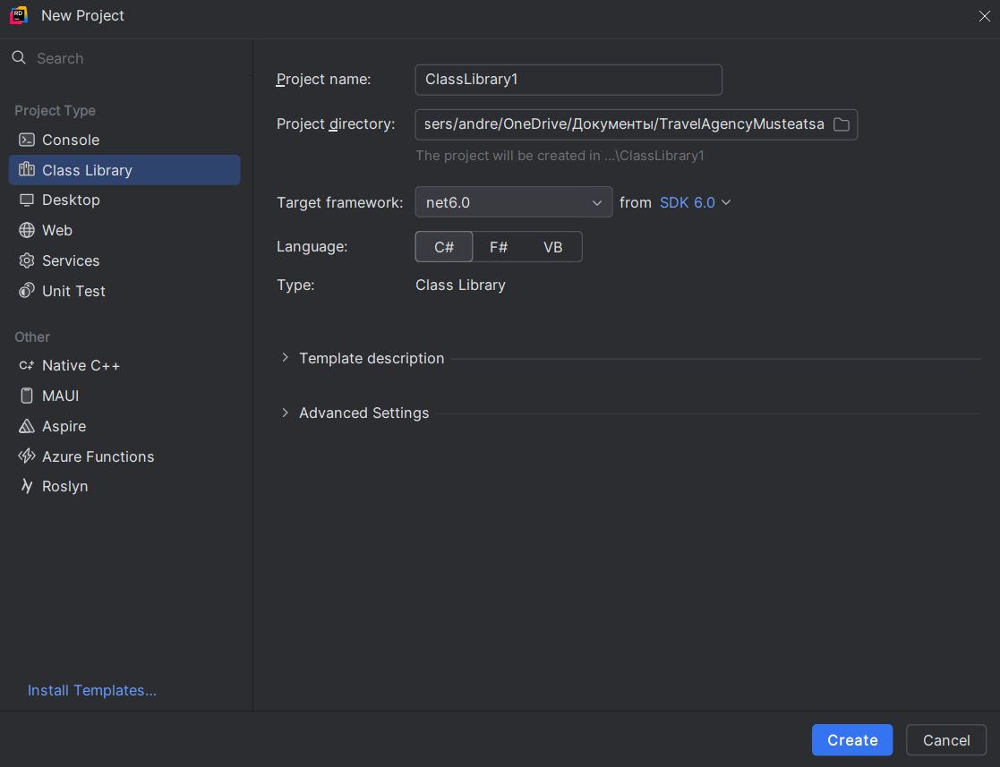 New Project
Search
Project Type
Console
Class Library
Desktop
Web
Services
Unit Test
Other
Native C++
MAUI
Aspire
Azure Functions
Roslyn
Install Templates...
Project name: ClassLibrary1
Project directory: sers/andre/OneDrive/Документы/TravelAgencyMusteatsa
The project will be created in ...\ClassLibrary1
Target framework: net6.0 from SDK 6.0
Language: C# F# VB
Type: Class Library
Template description
Advanced Settings
Create Cancel